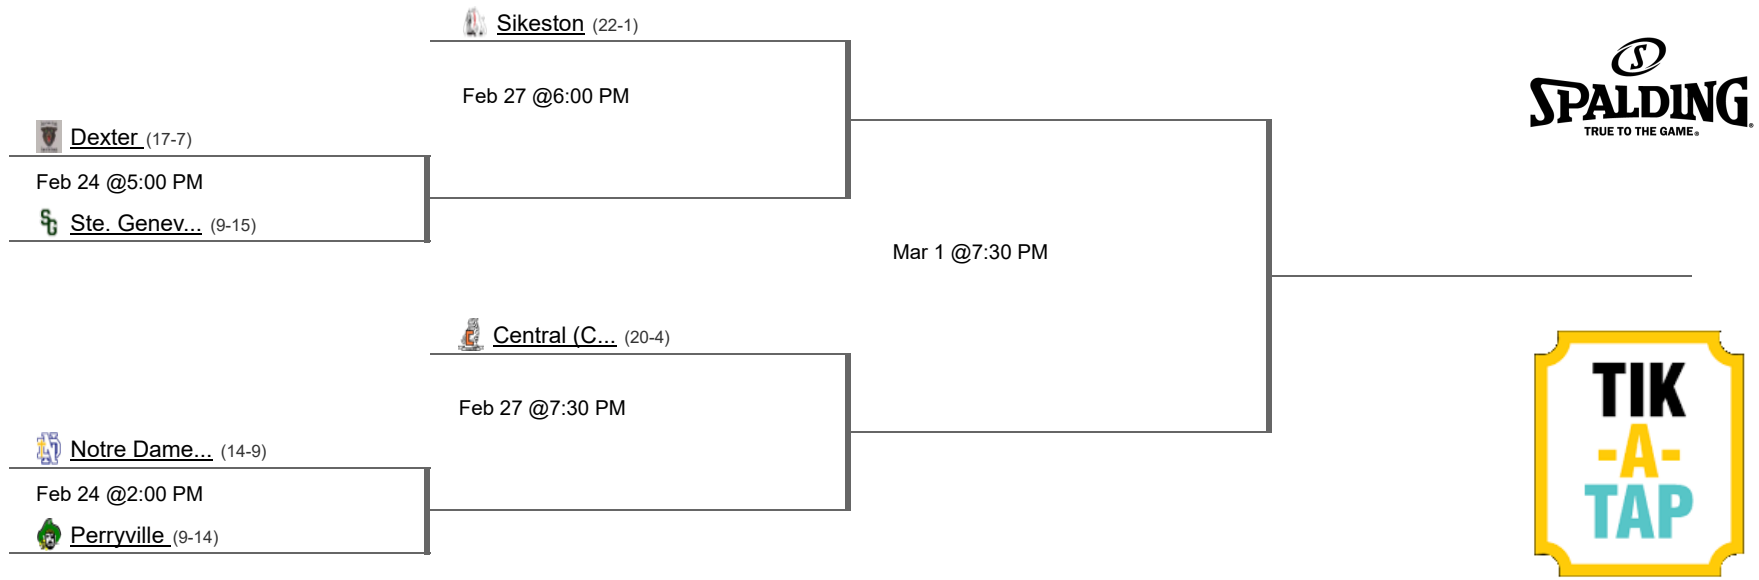 Sikeston (22-1)
Feb 27 @6:00 PM
SPALDING
TRUE TO THE GAME.
Dexter (17-7)
Feb 24 @5:00 PM
Ste. Genev... (9-15)
Mar 1 @7:30 PM
Central (C... (20-4)
Feb 27 @7:30 PM
Notre Dame... (14-9)
Feb 24 @2:00 PM
Perryville (9-14)
TIK
-A-
TAP